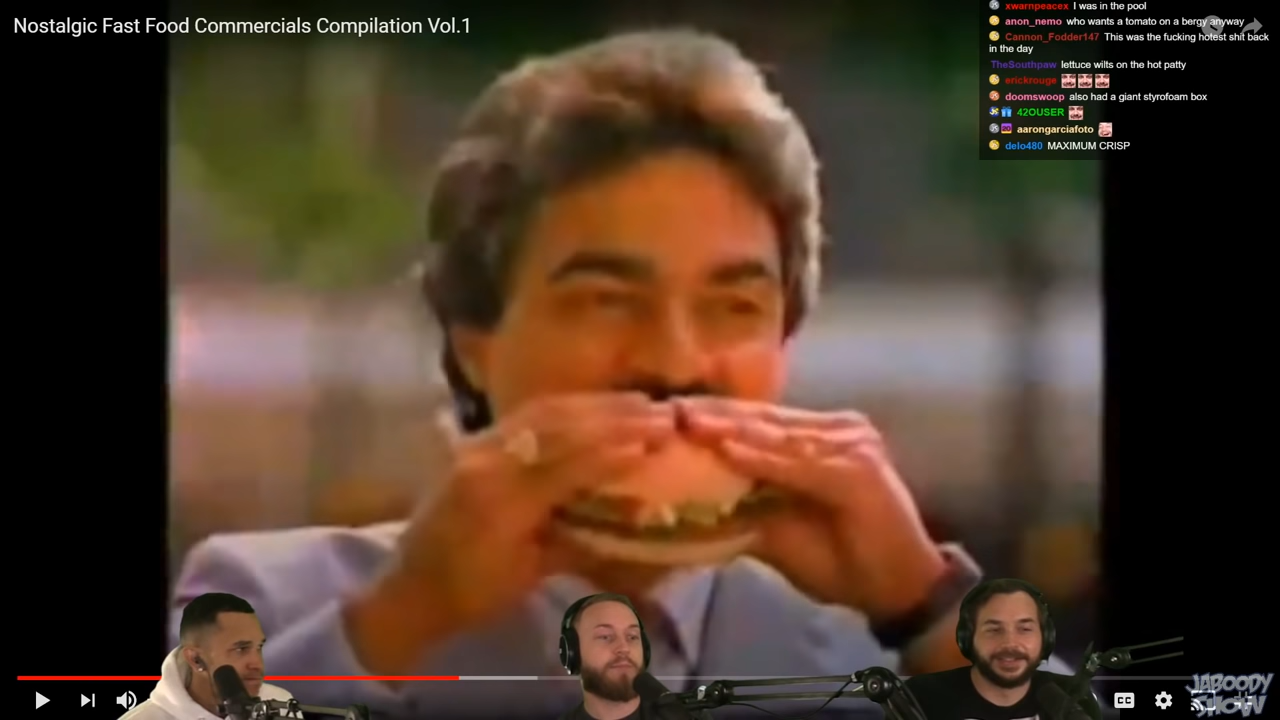 Nostalgic Fast Food Commercials Compilation Vol.1
xwarnpeacex I was in the pool
anon_nemo who wants a tomato on a bergy anyway
Cannon_Fodder147 This was the fucking hotest shit back
in the day
TheSouthpaw lettuce wilts on the hot patty
erickrouge
doomswoop also had a giant styrofoam box
42OUSER
aarongarciafoto
delo480 MAXIMUM CRISP
CC
JABOODY
SHOW